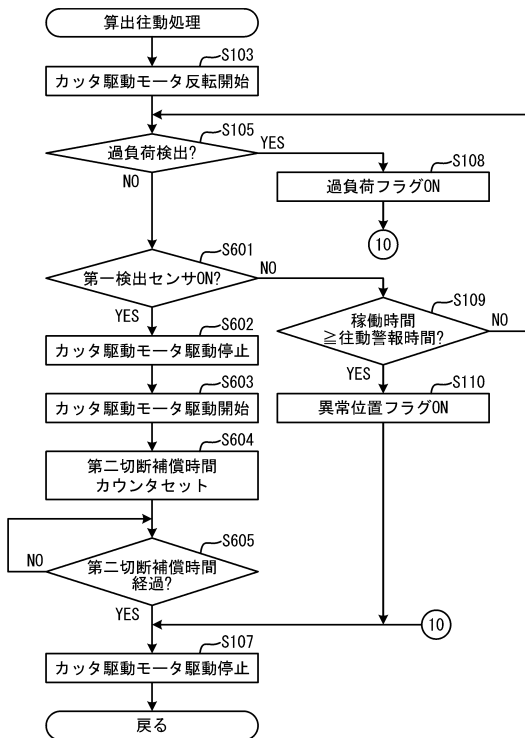 算出往動処理
S103
カッタ駆動モータ反転開始
S105
過負荷検出?
YES
NO
S108
過負荷フラグON
10
S601
第一検出センサON?
NO
YES
S109
稼働時間
≧往動警報時間?
NO
YES
S602
カッタ駆動モータ駆動停止
S110
異常位置フラグON
S603
カッタ駆動モータ駆動開始
S604
第二切断補償時間
カウンタセット
S605
第二切断補償時間
経過?
NO
YES
10
S107
カッタ駆動モータ駆動停止
戻る